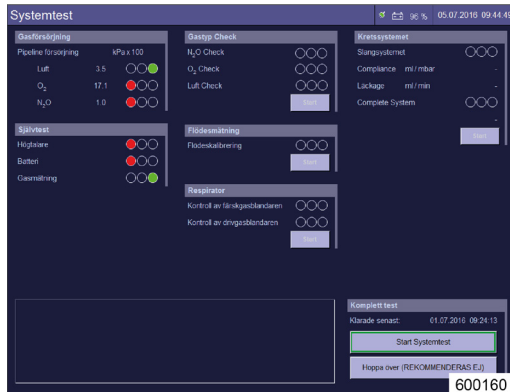 Systemtest
96 % 05.07.2016 09:44:49
Gasförsörjning
Pipeline försörjning kPa x 100
Luft 3.5
O2 17.1
N2O 1.0
Självtest
Högtalare
Batteri
Gasmätning
Gastyp Check
N2O Check
O2 Check
Luft Check
Start
Flödesmätning
Flödeskalibrering
Start
Respirator
Kontroll av färskgasblandaren
Kontroll av drivgasblandaren
Start
Kretssystemet
Slangsystemet
Compliance ml / mbar -
Läckage ml / min -
Complete System
-
Start
Komplett test
Klarade senast: 01.07.2016 09:24:13
Start Systemtest
Hoppa över (REKOMMENDERAS EJ)
600160